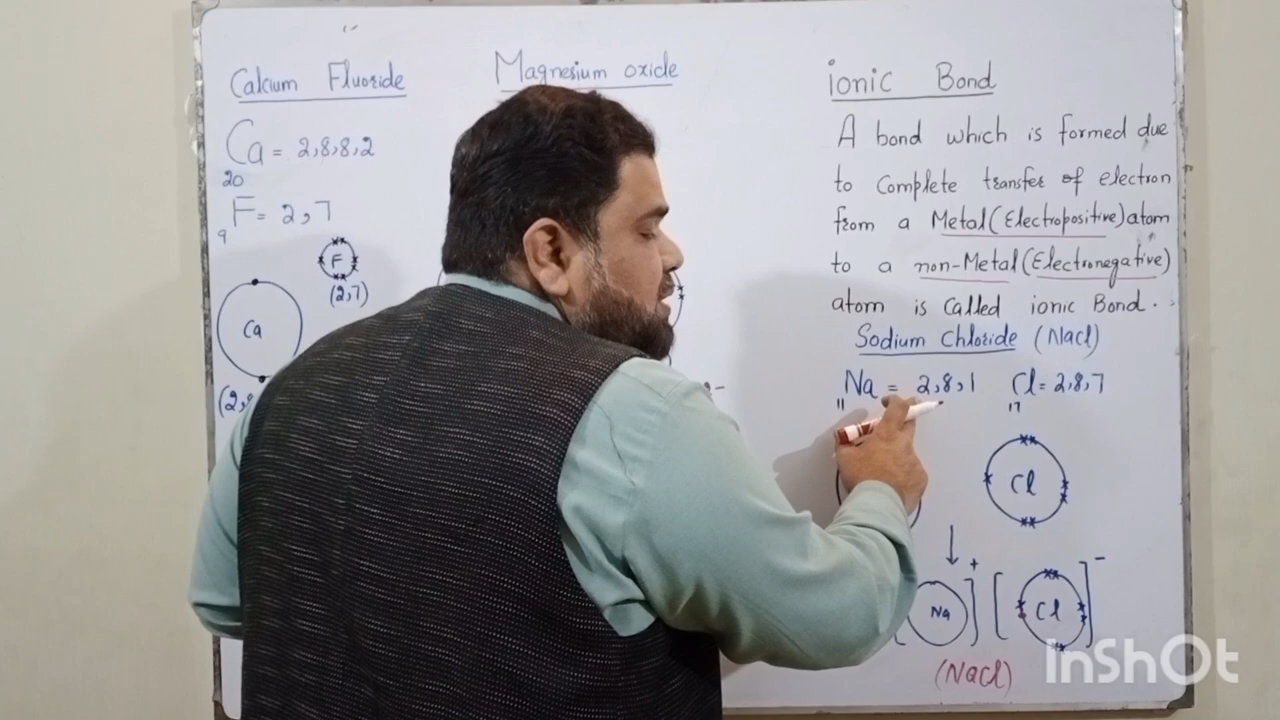 Calcium Fluoride
Ca = 2,8,8,2
20
F = 2,7
9
F
(2,7)
Ca
Magnesium oxide
ionic Bond
A bond which is formed due
to complete transfer of electron
from a Metal(Electropositive)atom
to a non-Metal(Electronegative)
atom is called ionic Bond.
Sodium Chloride (Nacl)
Na = 2,8,1 Cl = 2,8,7
11 17
Cl
[Na]+ [Cl]-
(NaCl)
InShOt